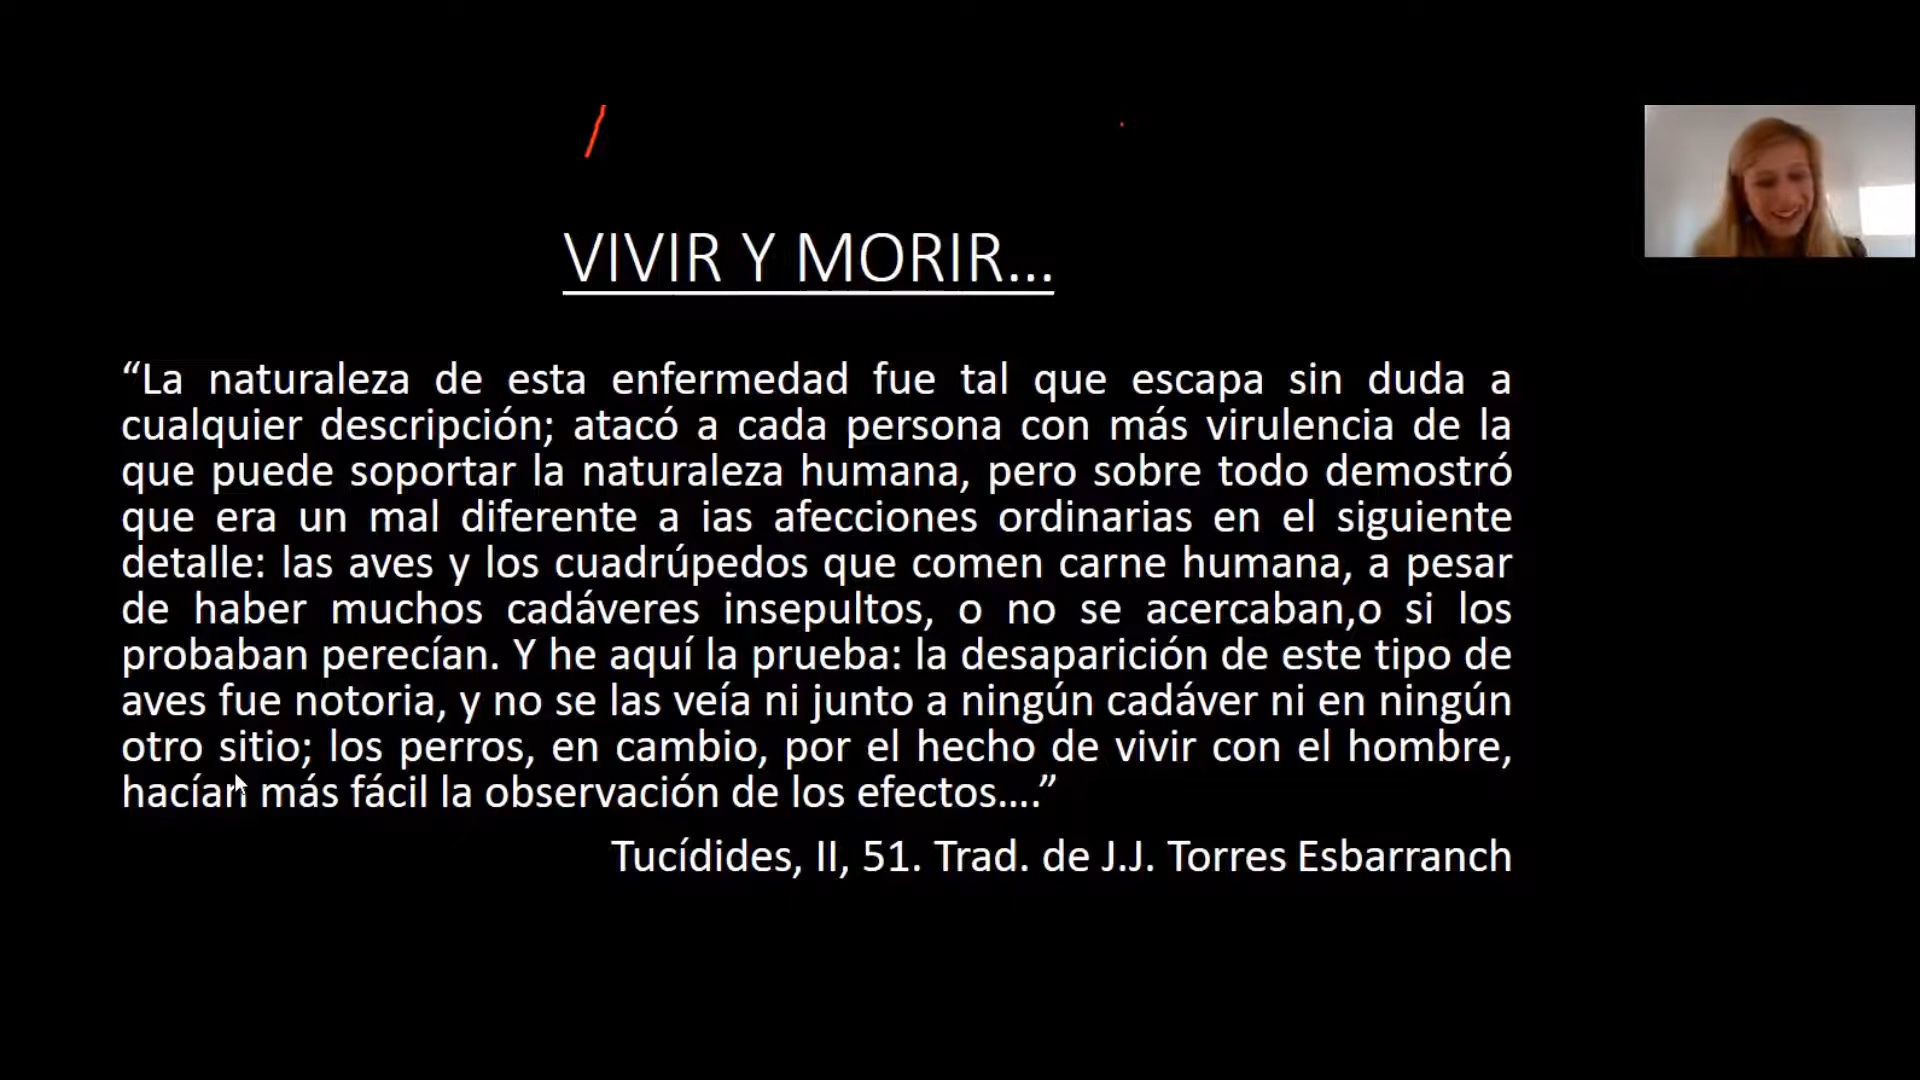 VIVIR Y MORIR...
“La naturaleza de esta enfermedad fue tal que escapa sin duda a
cualquier descripción; atacó a cada persona con más virulencia de la
que puede soportar la naturaleza humana, pero sobre todo demostró
que era un mal diferente a ias afecciones ordinarias en el siguiente
detalle: las aves y los cuadrúpedos que comen carne humana, a pesar
de haber muchos cadáveres insepultos, o no se acercaban,o si los
probaban perecían. Y he aquí la prueba: la desaparición de este tipo de
aves fue notoria, y no se las veía ni junto a ningún cadáver ni en ningún
otro sitio; los perros, en cambio, por el hecho de vivir con el hombre,
hacían más fácil la observación de los efectos….”
Tucídides, II, 51. Trad. de J.J. Torres Esbarranch